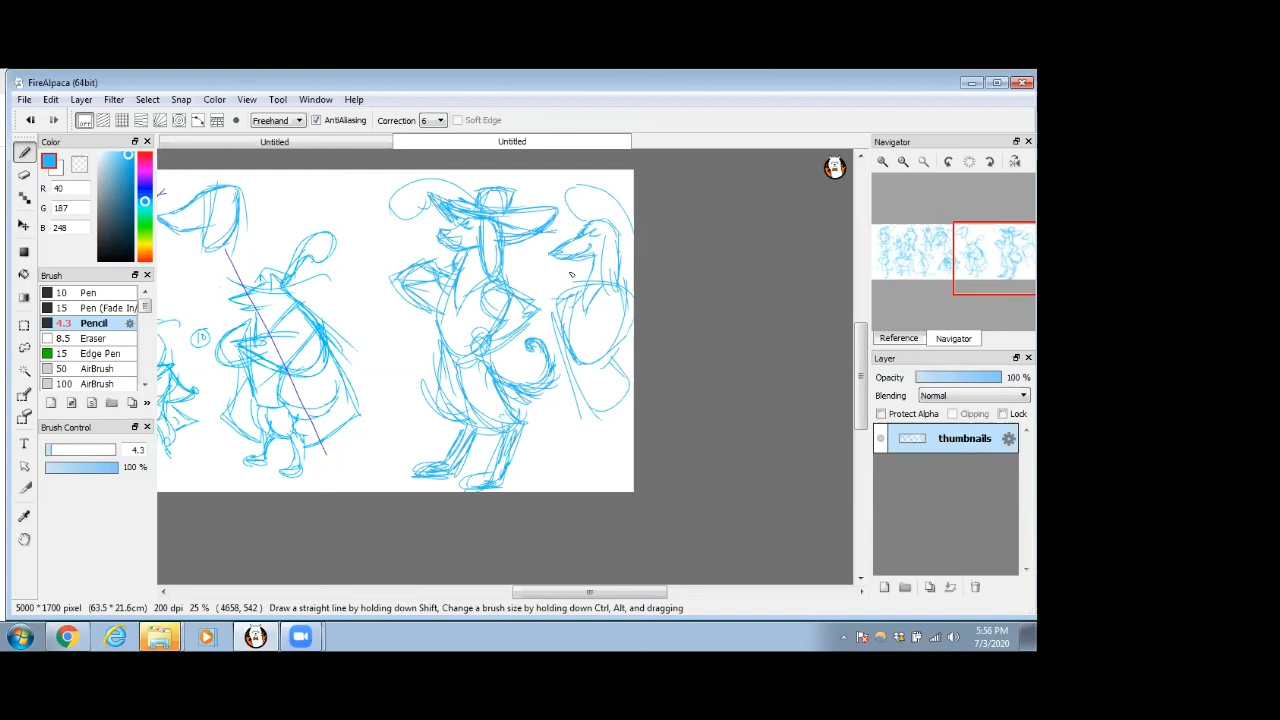 FireAlpaca (64bit)
File Edit Layer Filter Select Snap Color View Tool Window Help
off Freehand AntiAliasing Correction 6 Soft Edge
Color
Untitled
Untitled
Navigator
R 40
G 187
B 248
Brush
10 Pen
15 Pen (Fade In/
4.3 Pencil
8.5 Eraser
15 Edge Pen
50 AirBrush
100 AirBrush
10
Reference
Navigator
Layer
Opacity 100 %
Blending Normal
Protect Alpha Clipping Lock
thumbnails
Brush Control
4.3
100 %
5000 * 1700 pixel (63.5 * 21.6cm) 200 dpi 25 % (4658, 542) Draw a straight line by holding down Shift, Change a brush size by holding down Ctrl, Alt, and dragging
5:56 PM
7/3/2020